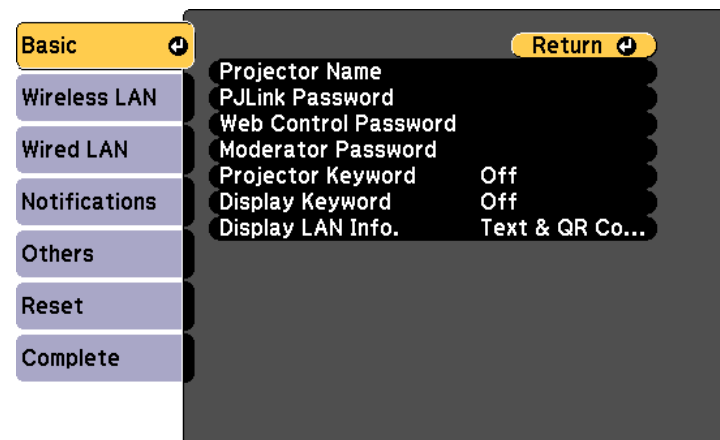 Basic
Wireless LAN
Wired LAN
Notifications
Others
Reset
Complete
Return
Projector Name
PJLink Password
Web Control Password
Moderator Password
Projector Keyword Off
Display Keyword Off
Display LAN Info. Text & QR Co...